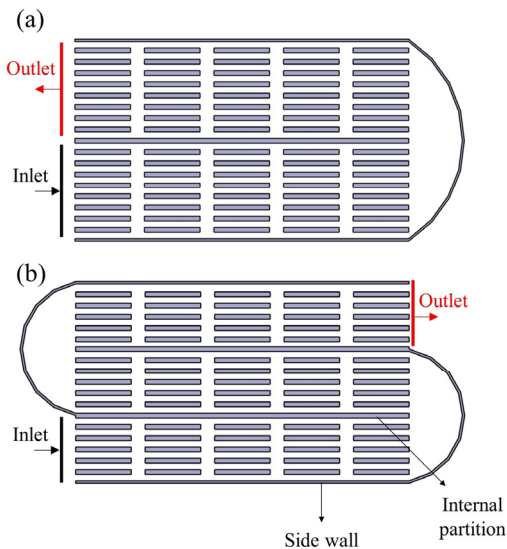 (a)
Outlet
Inlet
(b)
Outlet
Inlet
Internal
partition
Side wall